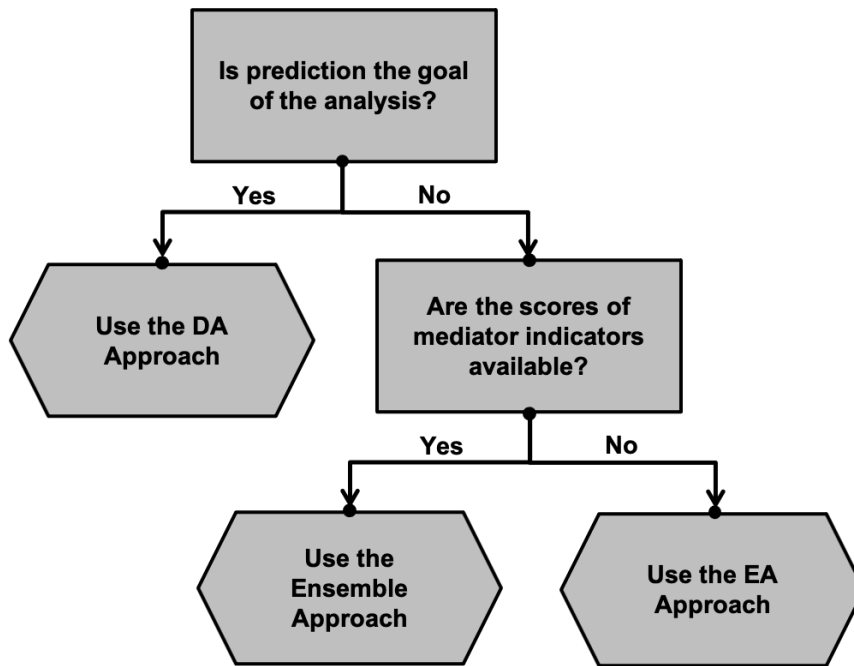 Is prediction the goal
of the analysis?
Yes
No
Use the DA
Approach
Are the scores of
mediator indicators
available?
Yes
No
Use the
Ensemble
Approach
Use the EA
Approach